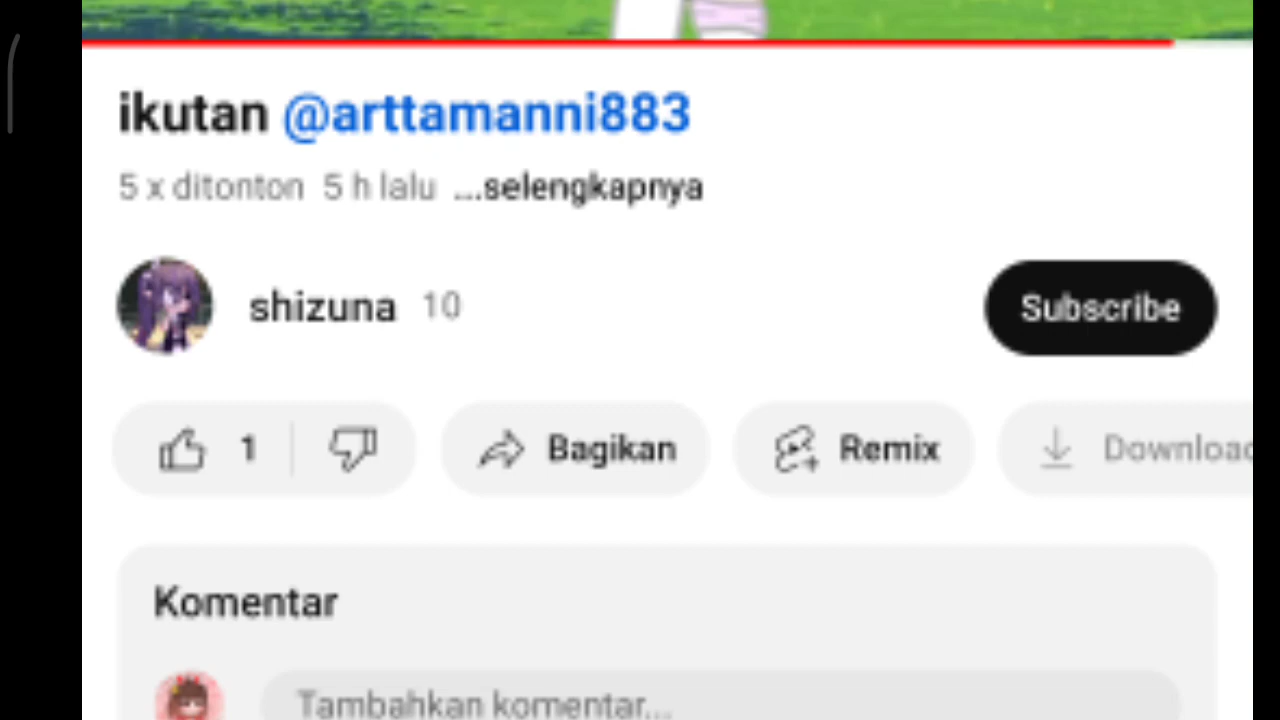 ikutan @arttamanni883
5 x ditonton 5 h lalu ...selengkapnya
shizuna 10
Subscribe
1 Bagikan Remix Download
Komentar
Tambahkan komentar...